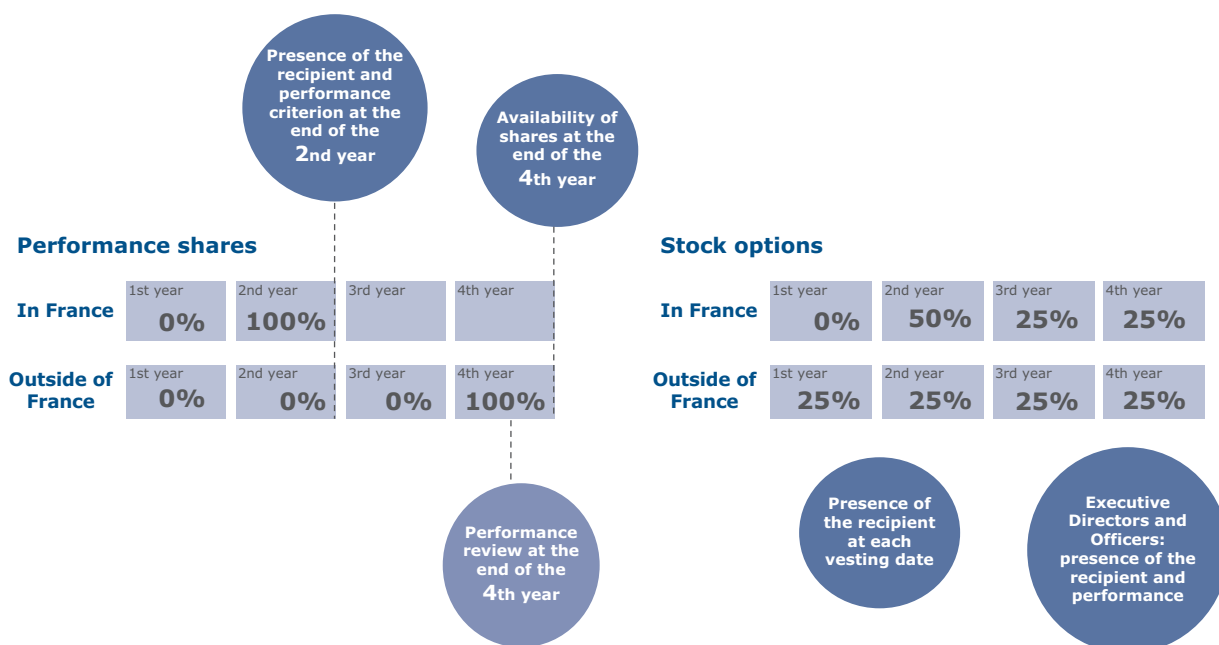 Presence of the
recipient and
performance
criterion at the
end of the
2nd year
Availability of
shares at the
end of the
4th year
Performance shares
In France
1st year
0%
2nd year
100%
3rd year
4th year
Outside of
France
1st year
0%
2nd year
0%
3rd year
0%
4th year
100%
Performance
review at the
end of the
4th year
Stock options
In France
1st year
0%
2nd year
50%
3rd year
25%
4th year
25%
Outside of
France
1st year
25%
2nd year
25%
3rd year
25%
4th year
25%
Presence of
the recipient
at each
vesting date
Executive
Directors and
Officers:
presence of the
recipient and
performance